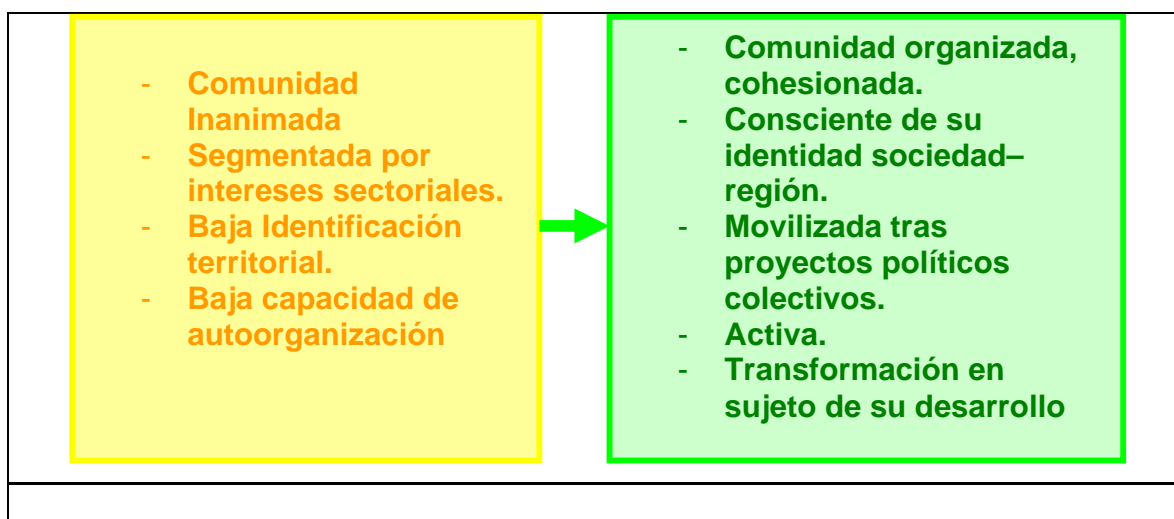 - Comunidad
Inanimada
- Segmentada por
intereses sectoriales.
- Baja Identificación
territorial.
- Baja capacidad de
autoorganización
- Comunidad organizada,
cohesionada.
- Consciente de su
identidad sociedad–
región.
- Movilizada tras
proyectos políticos
colectivos.
- Activa.
- Transformación en
sujeto de su desarrollo